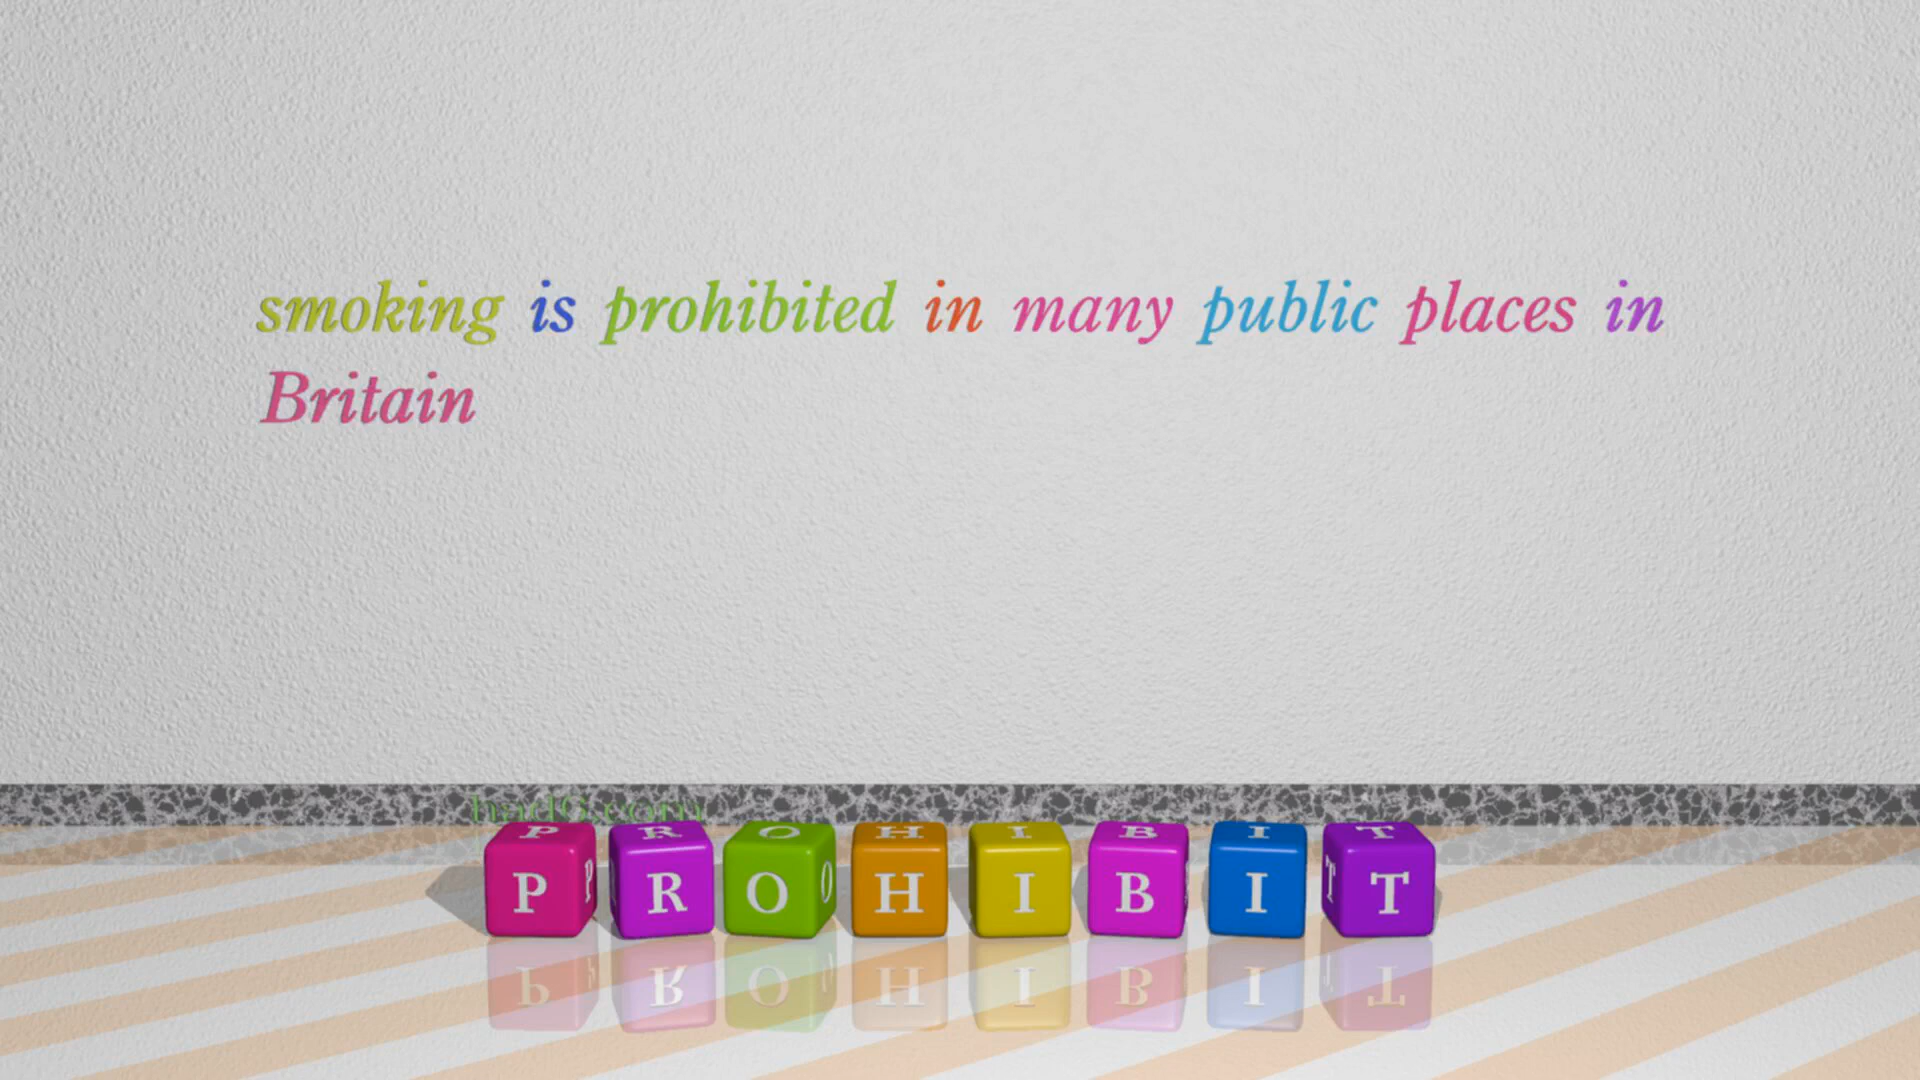 smoking is prohibited in many public places in
Britain
PROHIBIT